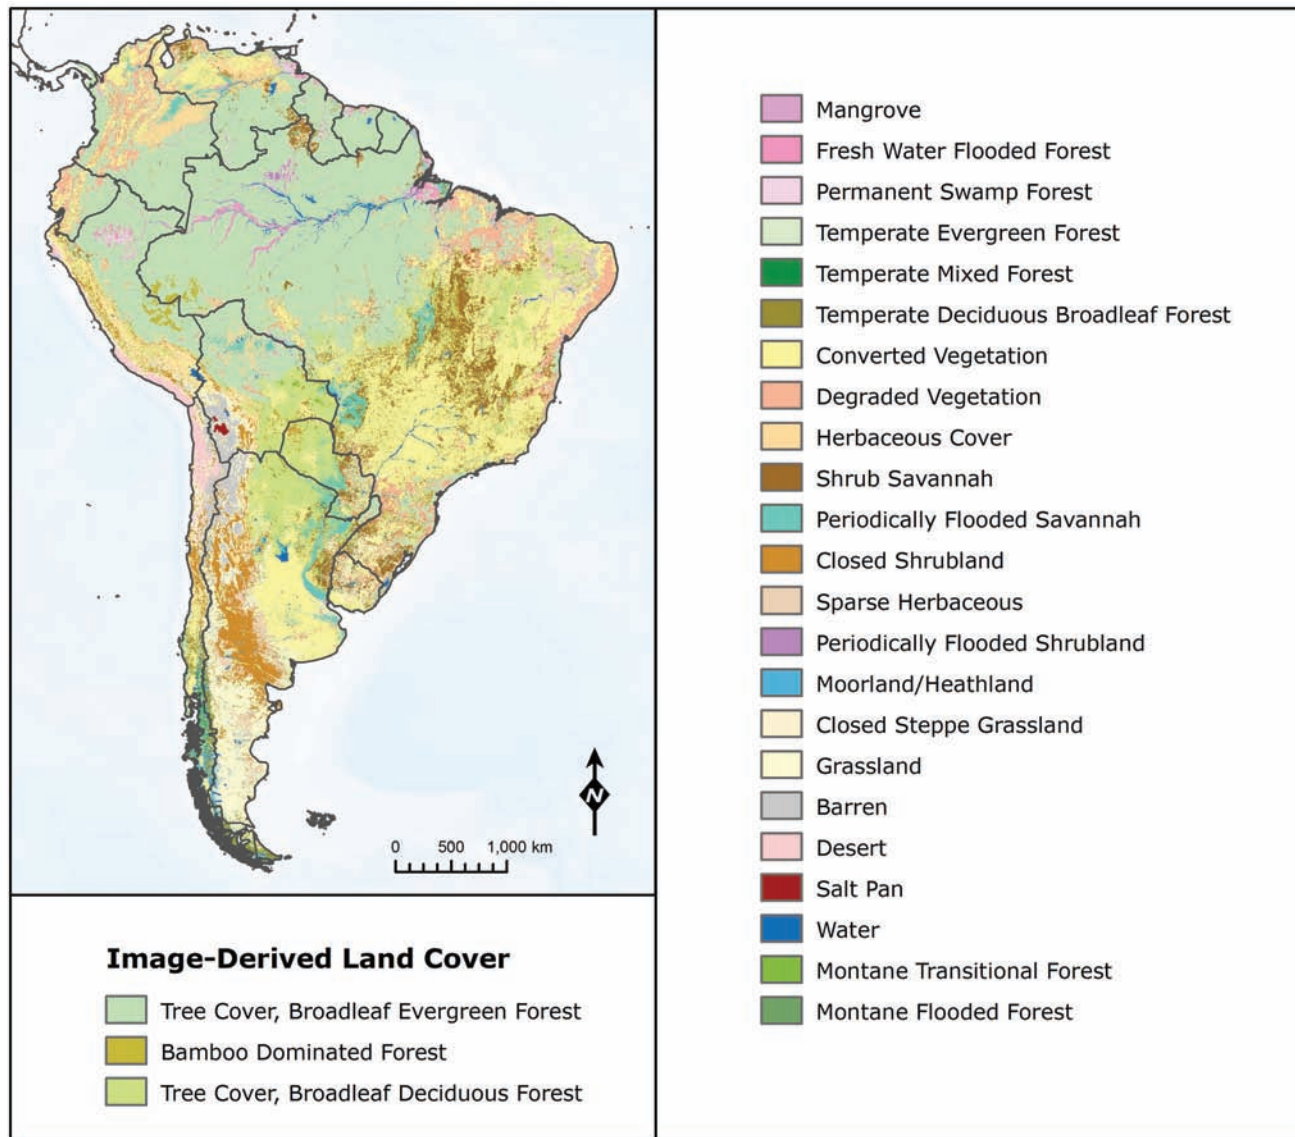 N
0 500 1,000 km
Image-Derived Land Cover
Tree Cover, Broadleaf Evergreen Forest
Bamboo Dominated Forest
Tree Cover, Broadleaf Deciduous Forest
Mangrove
Fresh Water Flooded Forest
Permanent Swamp Forest
Temperate Evergreen Forest
Temperate Mixed Forest
Temperate Deciduous Broadleaf Forest
Converted Vegetation
Degraded Vegetation
Herbaceous Cover
Shrub Savannah
Periodically Flooded Savannah
Closed Shrubland
Sparse Herbaceous
Periodically Flooded Shrubland
Moorland/Heathland
Closed Steppe Grassland
Grassland
Barren
Desert
Salt Pan
Water
Montane Transitional Forest
Montane Flooded Forest